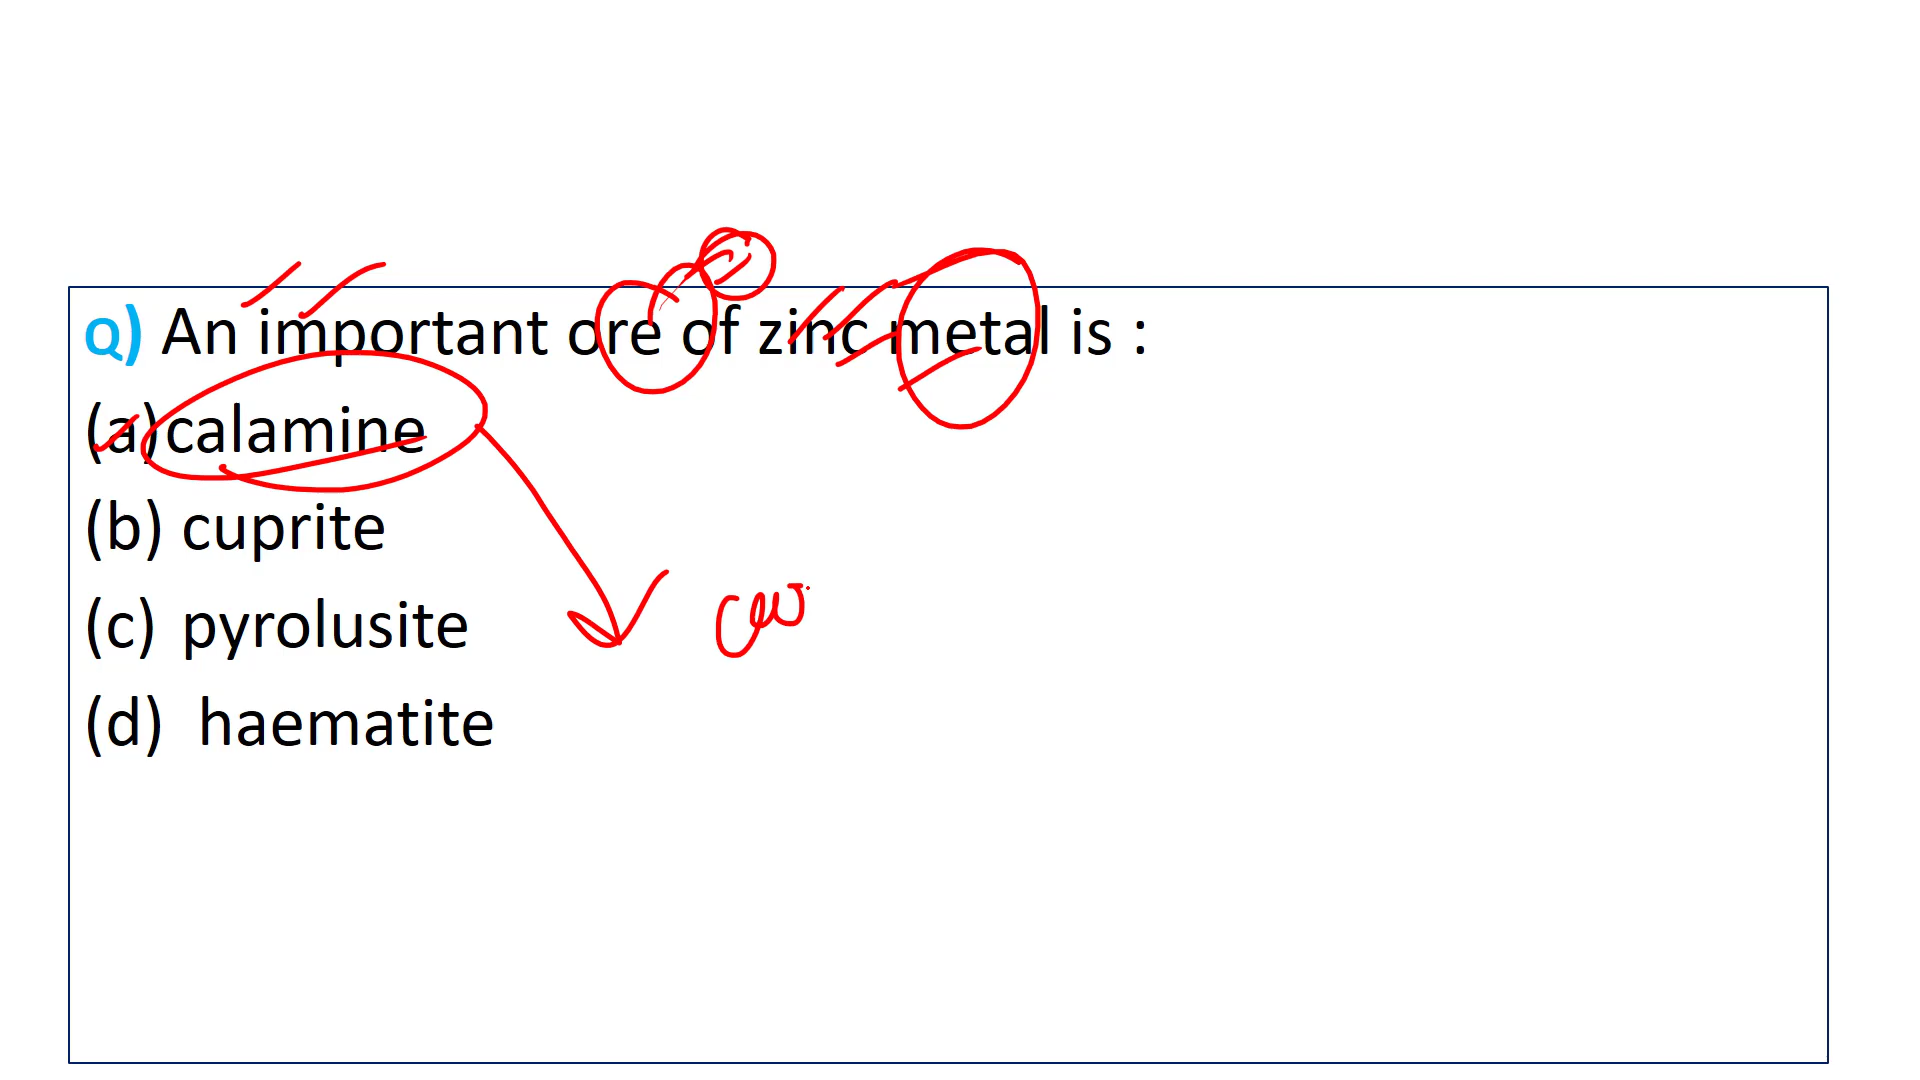 Q) An important ore of zinc metal is :
(a)calamine
(b) cuprite
(c) pyrolusite
(d) haematite